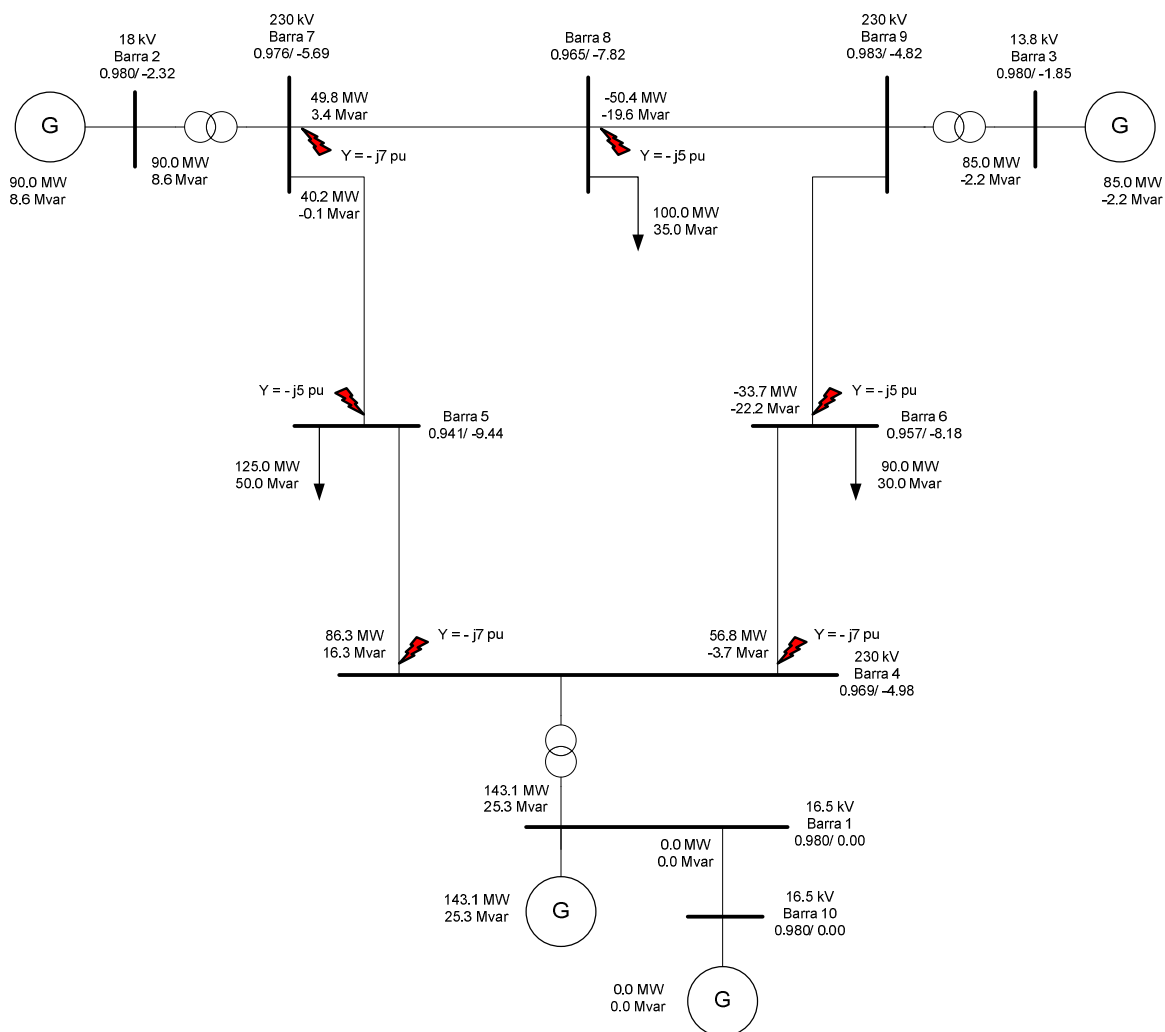 18 kV
Barra 2
0.980/ -2.32
230 kV
Barra 7
0.976/ -5.69
Barra 8
0.965/ -7.82
230 kV
Barra 9
0.983/ -4.82
13.8 kV
Barra 3
0.980/ -1.85
G
90.0 MW
8.6 Mvar
90.0 MW
8.6 Mvar
49.8 MW
3.4 Mvar
Y = - j7 pu
40.2 MW
-0.1 Mvar
-50.4 MW
-19.6 Mvar
Y = - j5 pu
100.0 MW
35.0 Mvar
85.0 MW
-2.2 Mvar
G
85.0 MW
-2.2 Mvar
Y = - j5 pu
Barra 5
0.941/ -9.44
125.0 MW
50.0 Mvar
-33.7 MW
-22.2 Mvar
Y = - j5 pu
Barra 6
0.957/ -8.18
90.0 MW
30.0 Mvar
86.3 MW
16.3 Mvar
Y = - j7 pu
56.8 MW
-3.7 Mvar
Y = - j7 pu
230 kV
Barra 4
0.969/ -4.98
143.1 MW
25.3 Mvar
16.5 kV
Barra 1
0.980/ 0.00
0.0 MW
0.0 Mvar
143.1 MW
25.3 Mvar
G
16.5 kV
Barra 10
0.980/ 0.00
0.0 MW
0.0 Mvar
G